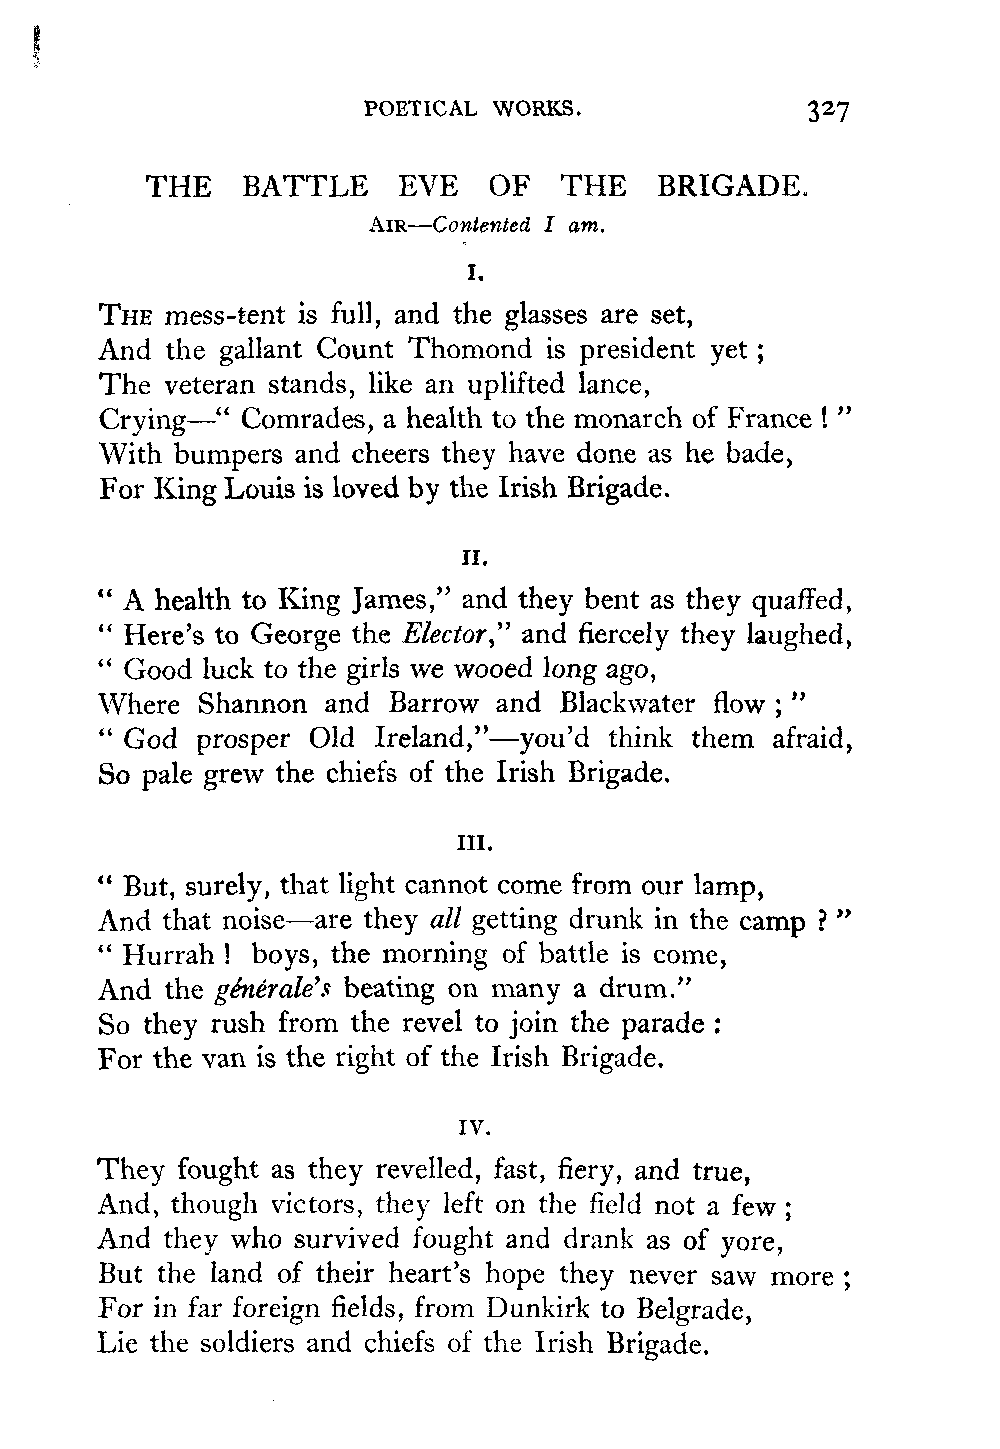 POETICAL WORKS. 327
THE BATTLE EVE OF THE BRIGADE.
AIR—Contented I am.
I.
THE mess-tent is full, and the glasses are set,
And the gallant Count Thomond is president yet ;
The veteran stands, like an uplifted lance,
Crying—“ Comrades, a health to the monarch of France ! ”
With bumpers and cheers they have done as he bade,
For King Louis is loved by the Irish Brigade.
II.
“ A health to King James,” and they bent as they quaffed,
“ Here’s to George the Elector,” and fiercely they laughed,
“ Good luck to the girls we wooed long ago,
Where Shannon and Barrow and Blackwater flow ; ”
“ God prosper Old Ireland,”—you’d think them afraid,
So pale grew the chiefs of the Irish Brigade.
III.
“ But, surely, that light cannot come from our lamp,
And that noise—are they all getting drunk in the camp ? ”
“ Hurrah ! boys, the morning of battle is come,
And the générale’s beating on many a drum.”
So they rush from the revel to join the parade :
For the van is the right of the Irish Brigade.
IV.
They fought as they revelled, fast, fiery, and true,
And, though victors, they left on the field not a few ;
And they who survived fought and drank as of yore,
But the land of their heart’s hope they never saw more ;
For in far foreign fields, from Dunkirk to Belgrade,
Lie the soldiers and chiefs of the Irish Brigade.